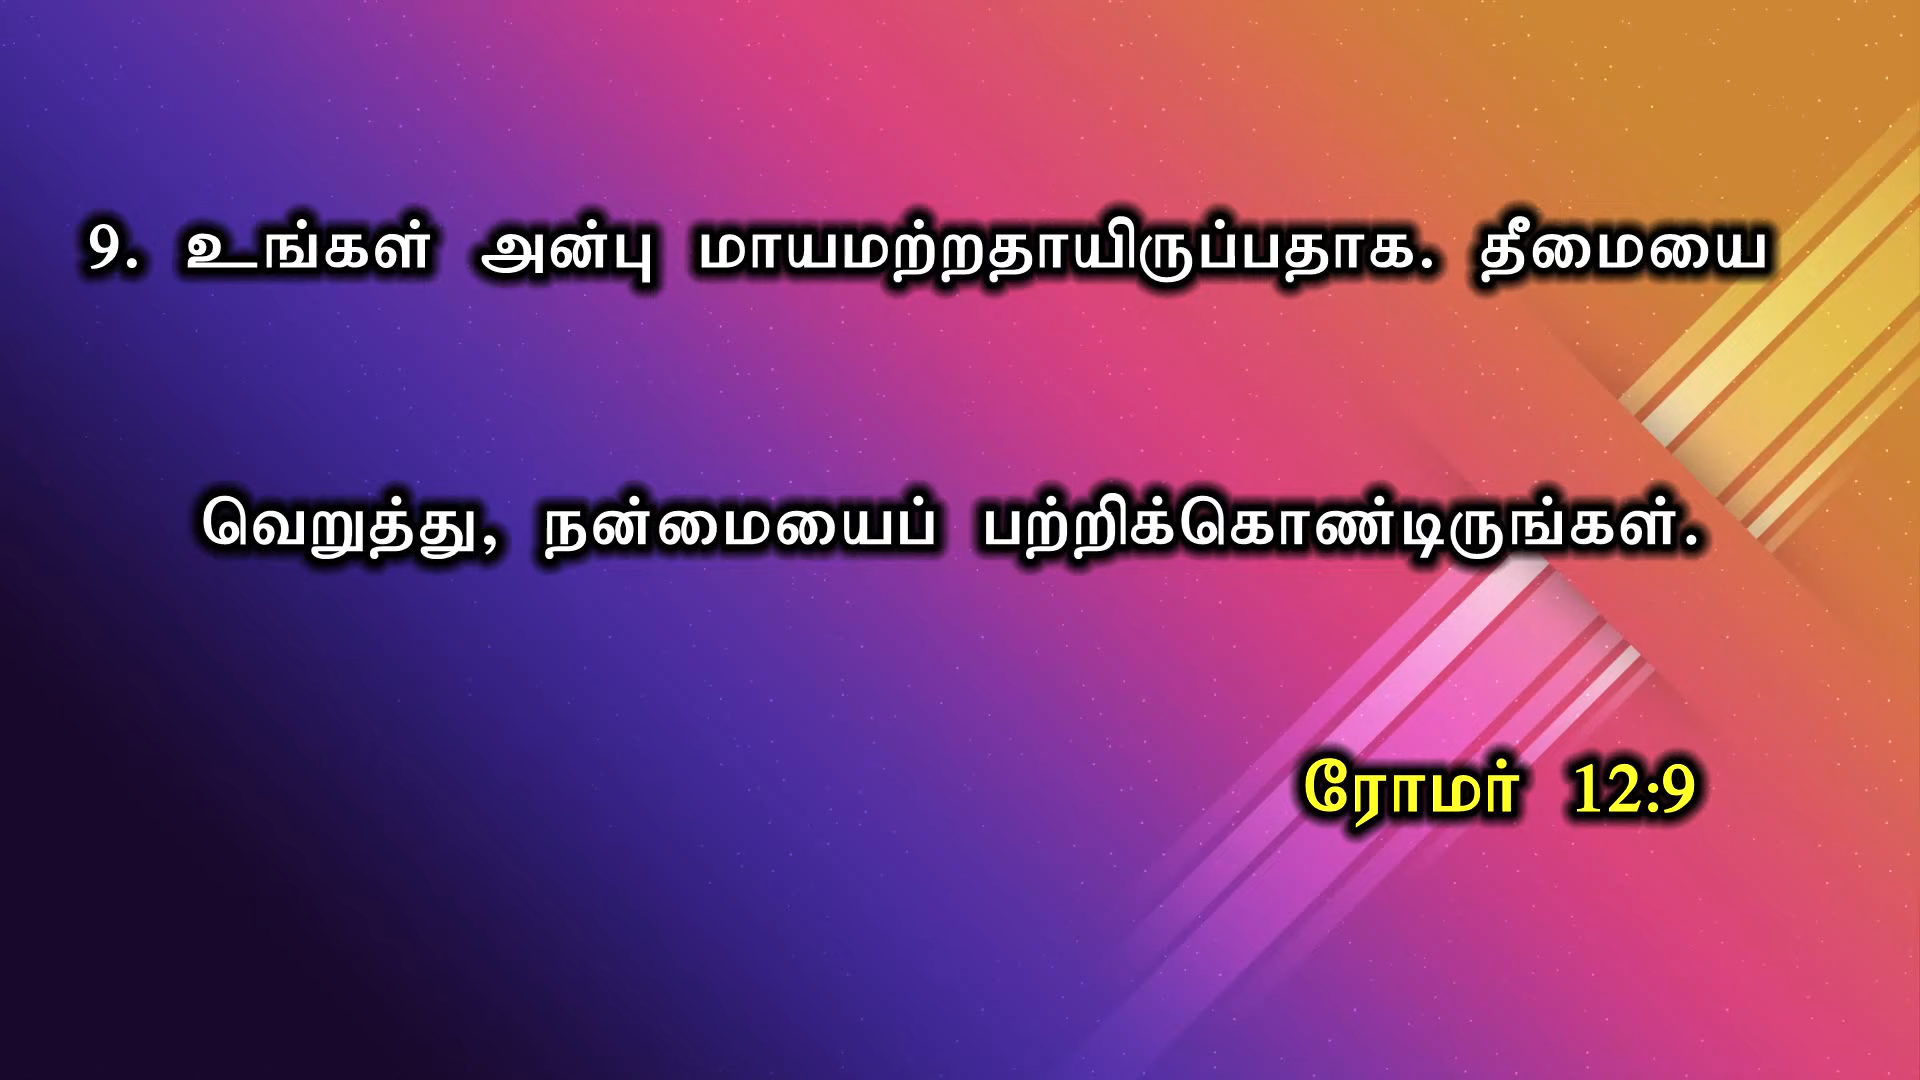 9. உங்கள் அன்பு மாயமற்றதாயிருப்பதாக. தீமையை
வெறுத்து, நன்மையைப் பற்றிக்கொண்டிருங்கள்.
ரோமர் 12:9